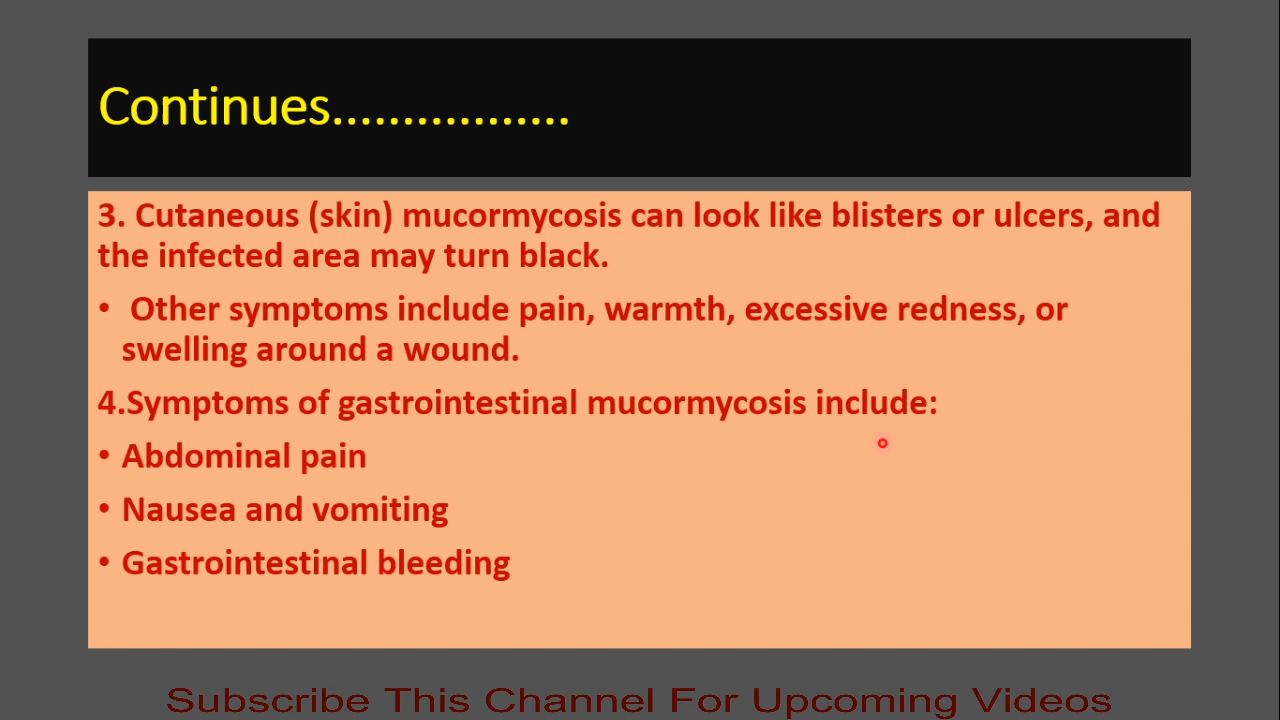 Continues.................
3. Cutaneous (skin) mucormycosis can look like blisters or ulcers, and
the infected area may turn black.
• Other symptoms include pain, warmth, excessive redness, or
swelling around a wound.
4.Symptoms of gastrointestinal mucormycosis include:
• Abdominal pain
• Nausea and vomiting
• Gastrointestinal bleeding
Subscribe This Channel For Upcoming Videos